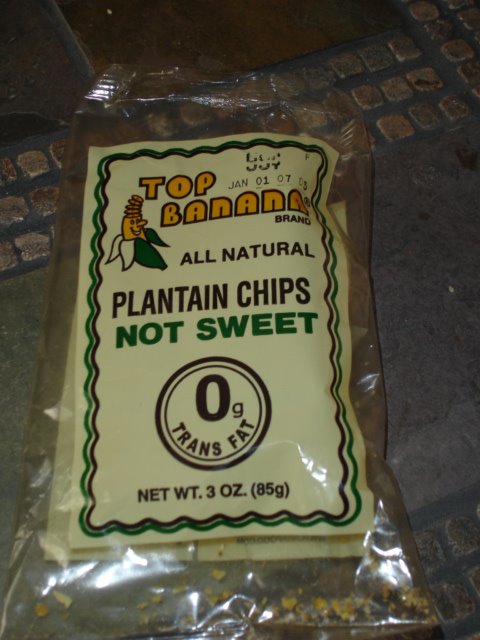 JAN 01 07
TOP
BANANA®
BRAND
ALL NATURAL
PLANTAIN CHIPS
NOT SWEET
0g
TRANS FAT
NET WT. 3 OZ. (85g)